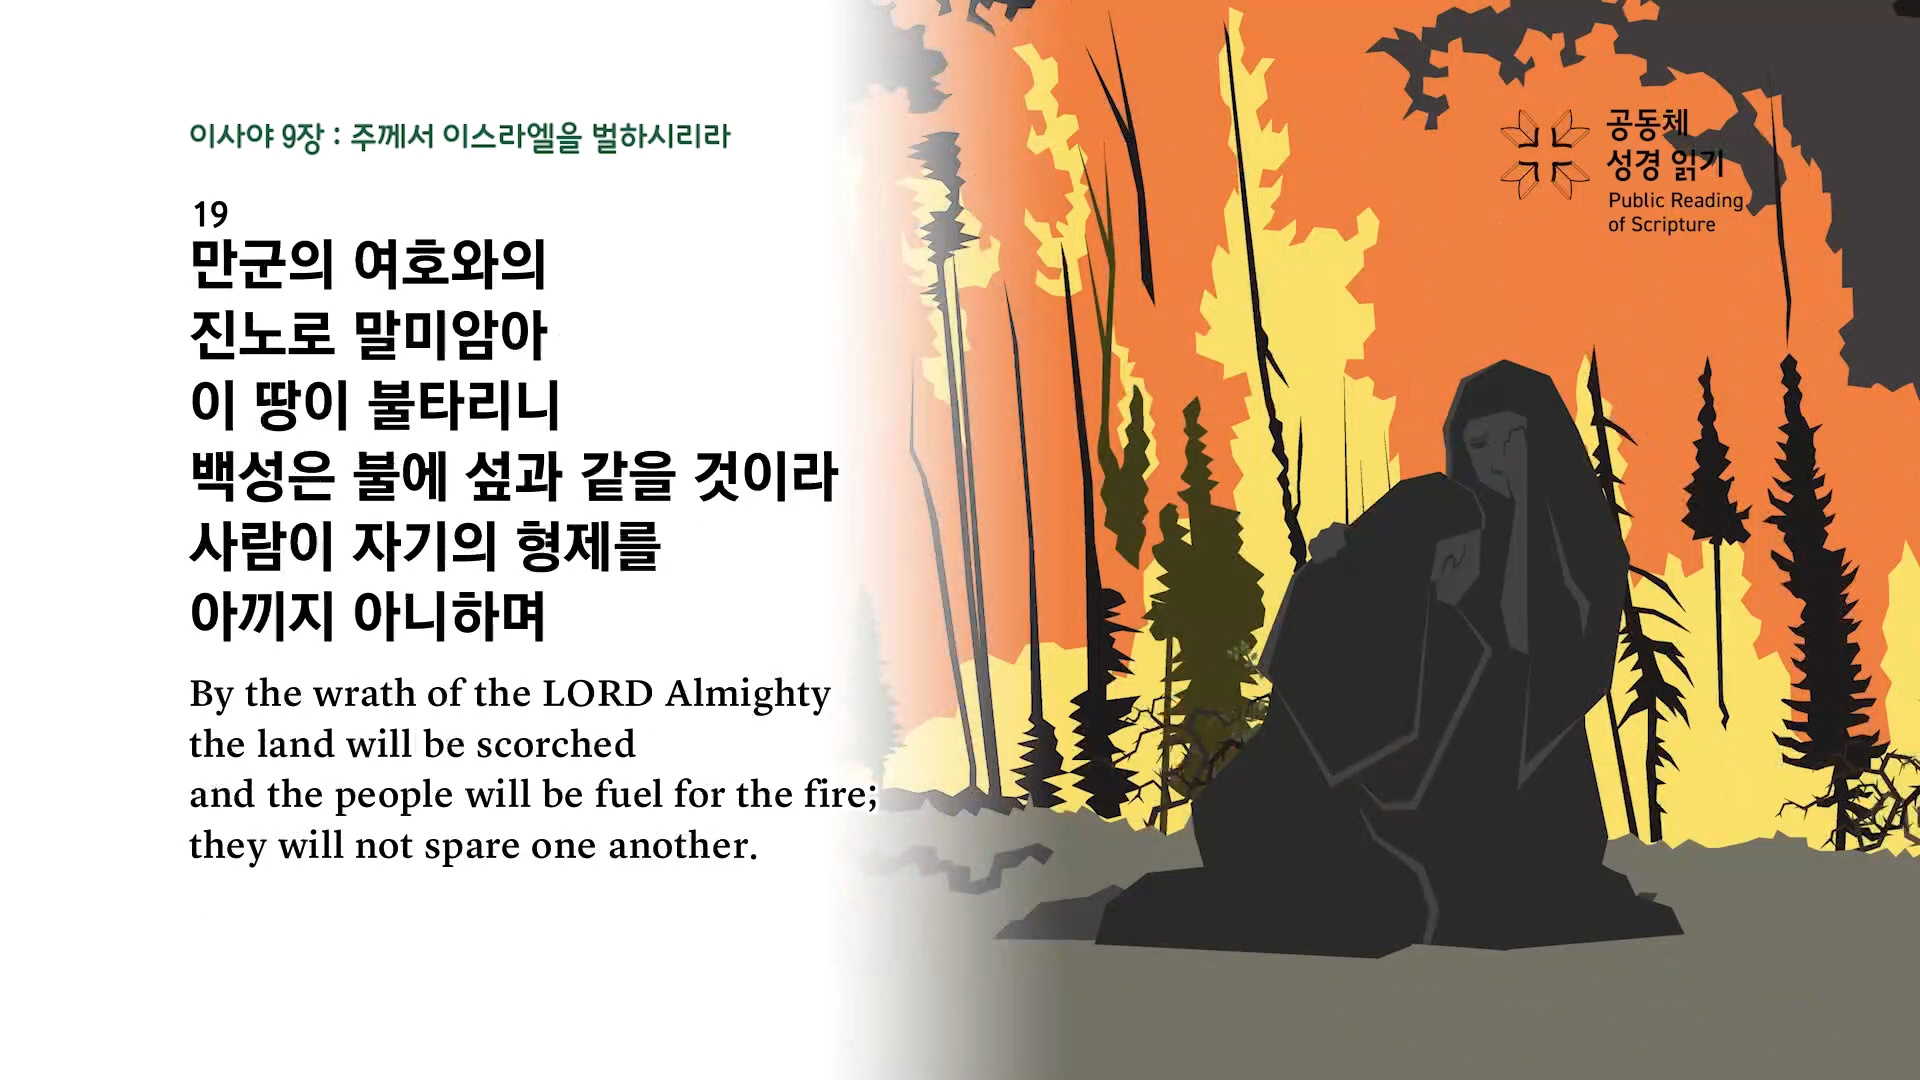 이사야 9장 : 주께서 이스라엘을 벌하시리라
19
만군의 여호와의
진노로 말미암아
이 땅이 불타리니
백성은 불에 섶과 같을 것이라
사람이 자기의 형제를
아끼지 아니하며
By the wrath of the LORD Almighty
the land will be scorched
and the people will be fuel for the fire;
they will not spare one another.
공동체
성경 읽기
Public Reading
of Scripture